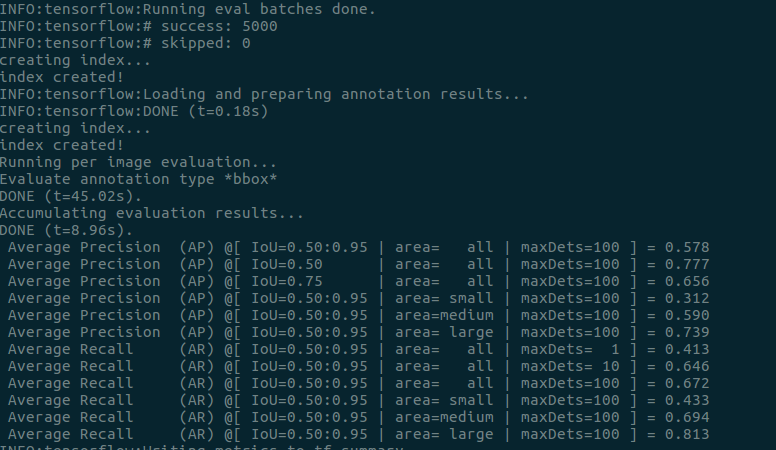 INFO:tensorflow:Running eval batches done.
INFO:tensorflow:# success: 5000
INFO:tensorflow:# skipped: 0
creating index...
index created!
INFO:tensorflow:Loading and preparing annotation results...
INFO:tensorflow:DONE (t=0.18s)
creating index...
index created!
Running per image evaluation...
Evaluate annotation type *bbox*
DONE (t=45.02s).
Accumulating evaluation results...
DONE (t=8.96s).
 Average Precision  (AP) @[ IoU=0.50:0.95 | area=   all | maxDets=100 ] = 0.578
 Average Precision  (AP) @[ IoU=0.50      | area=   all | maxDets=100 ] = 0.777
 Average Precision  (AP) @[ IoU=0.75      | area=   all | maxDets=100 ] = 0.656
 Average Precision  (AP) @[ IoU=0.50:0.95 | area= small | maxDets=100 ] = 0.312
 Average Precision  (AP) @[ IoU=0.50:0.95 | area=medium | maxDets=100 ] = 0.590
 Average Precision  (AP) @[ IoU=0.50:0.95 | area= large | maxDets=100 ] = 0.739
 Average Recall     (AR) @[ IoU=0.50:0.95 | area=   all | maxDets=  1 ] = 0.413
 Average Recall     (AR) @[ IoU=0.50:0.95 | area=   all | maxDets= 10 ] = 0.646
 Average Recall     (AR) @[ IoU=0.50:0.95 | area=   all | maxDets=100 ] = 0.672
 Average Recall     (AR) @[ IoU=0.50:0.95 | area= small | maxDets=100 ] = 0.433
 Average Recall     (AR) @[ IoU=0.50:0.95 | area=medium | maxDets=100 ] = 0.694
 Average Recall     (AR) @[ IoU=0.50:0.95 | area= large | maxDets=100 ] = 0.813
INFO:tensorflow:Writing metrics to tf summary